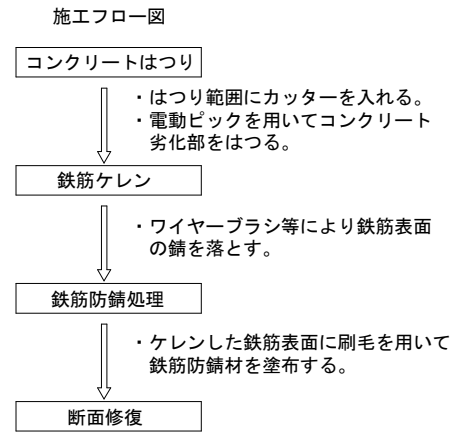 施工フロー図
コンクリートはつり
・はつり範囲にカッターを入れる。
・電動ピックを用いてコンクリート
劣化部をはつる。
鉄筋ケレン
・ワイヤーブラシ等により鉄筋表面
の錆を落とす。
鉄筋防錆処理
・ケレンした鉄筋表面に刷毛を用いて
鉄筋防錆材を塗布する。
断面修復